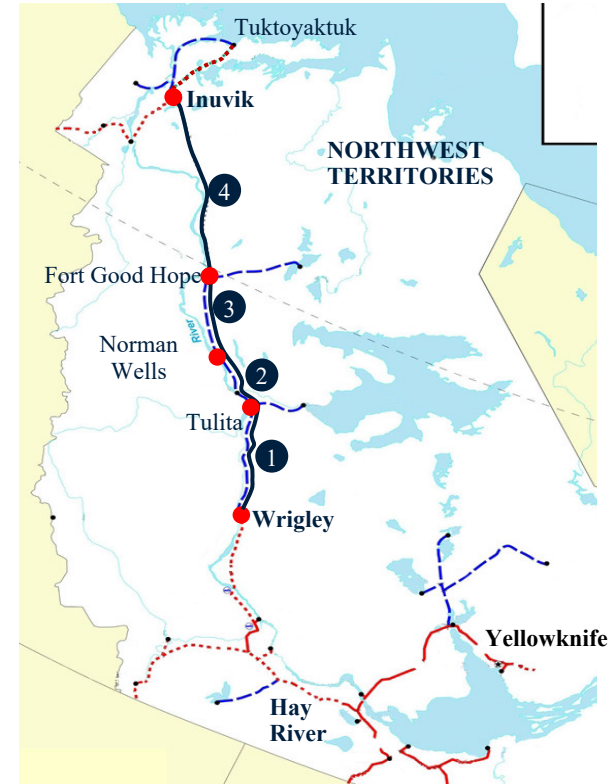 Tuktoyaktuk
Inuvik
NORTHWEST
TERRITORIES
4
Fort Good Hope
3
River
Norman
Wells
2
Tulita
1
Wrigley
Yellowknife
Hay
River